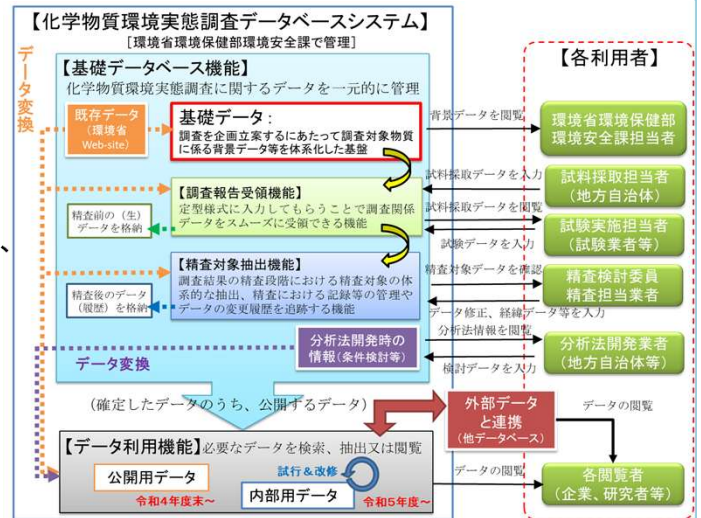 【化学物質環境実態調査データベースシステム】
[環境省環境保健部環境安全課で管理]
データ変換
【基礎データベース機能】
化学物質環境実態調査に関するデータを一元的に管理
既存データ
(環境省
Web-site)
基礎データ:
調査を企画立案するにあたって調査対象物質
に係る背景データ等を体系化した基盤
【調査報告受領機能】
定型様式に入力してもらうことで調査関係
データをスムーズに受領できる機能
精査前の(生)
データを格納
【精査対象抽出機能】
調査結果の精査段階における精査対象の体
系的な抽出、精査における記録等の管理や
データの変更履歴を追跡する機能
精査後のデータ
(履歴)を格納
分析法開発時の
情報(条件検討等)
データ変換
(確定したデータのうち、公開するデータ)
【データ利用機能】必要なデータを検索、抽出又は閲覧
公開用データ
令和4年度末~
試行&改修
内部用データ
令和5年度~
外部データ
と連携
(他データベース)
背景データを閲覧
試料採取データを入力
試料採取データを閲覧
試験データを入力
精査対象データを確認
データ修正、経緯データ等を入力
分析法情報を閲覧
検討データを入力
データの閲覧
データの閲覧
【各利用者】
環境省環境保健部
環境安全課担当者
試料採取担当者
(地方自治体)
試験実施担当者
(試験業者等)
精査検討委員
精査担当業者
分析法開発業者
(地方自治体等)
各閲覧者
(企業、研究者等)
、